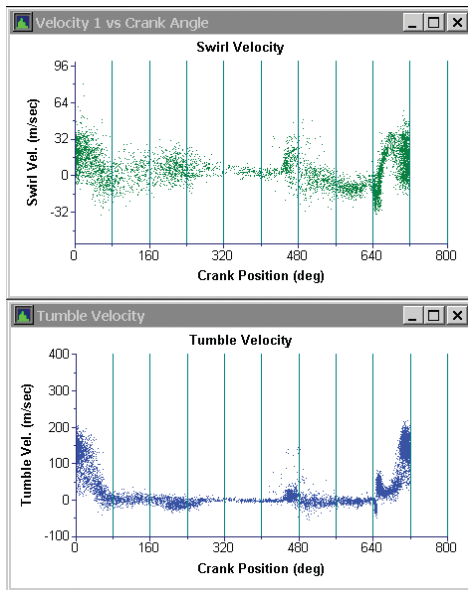 Velocity 1 vs Crank Angle
Swirl Velocity
Swirl Vel. (m/sec)
96
64
32
0
-32
0 160 320 480 640 800
Crank Position (deg)
Tumble Velocity
Tumble Velocity
Tumble Vel. (m/sec)
400
300
200
100
0
-100
0 160 320 480 640 800
Crank Position (deg)